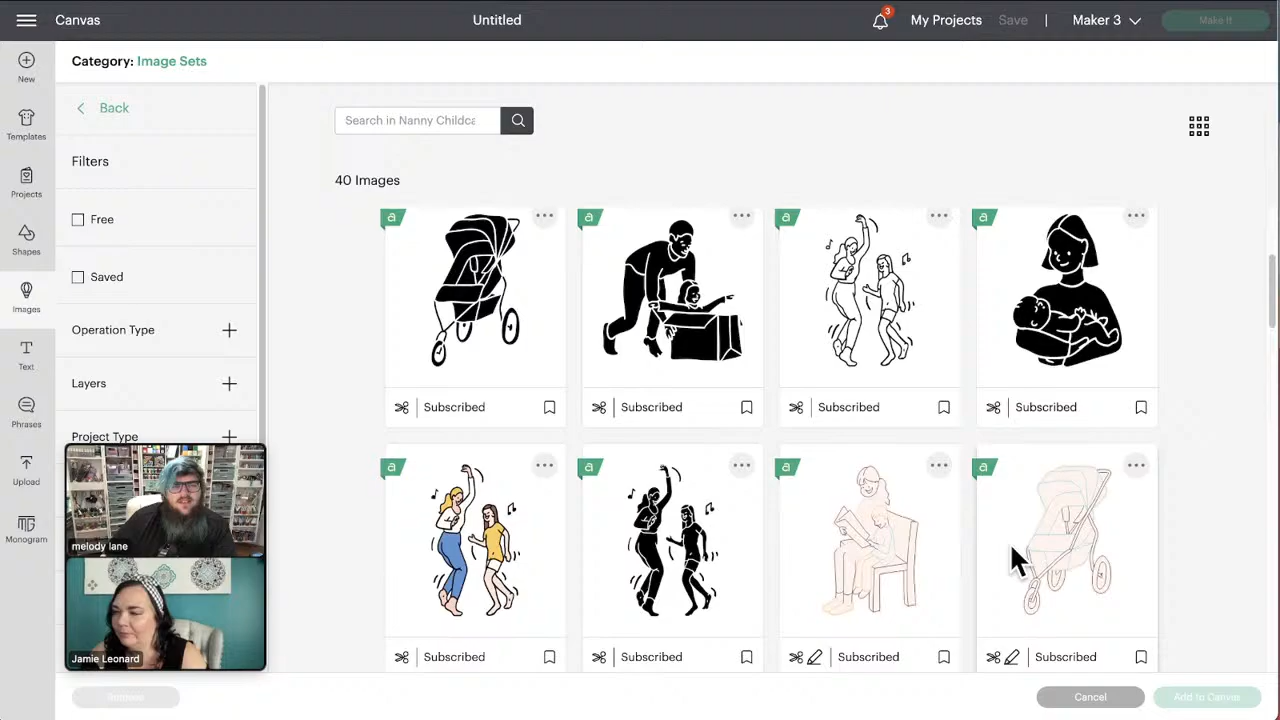 Canvas
Untitled
3
My Projects
Save
Maker 3
Make It
New
Templates
Projects
Shapes
Images
Text
Phrases
Upload
Monogram
Category: Image Sets
Back
Filters
Free
Saved
Operation Type
Layers
Project Type
melody lane
Jamie Leonard
Search in Nanny Childca
40 Images
a
a
a
a
Subscribed
Subscribed
Subscribed
Subscribed
a
a
a
a
Subscribed
Subscribed
Subscribed
Subscribed
Cancel
Add to Canvas